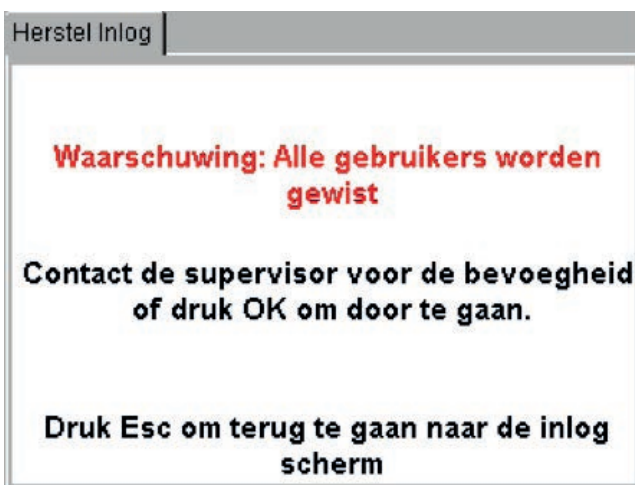 Herstel Inlog
Waarschuwing: Alle gebruikers worden
gewist
Contact de supervisor voor de bevoegheid
of druk OK om door te gaan.
Druk Esc om terug te gaan naar de inlog
scherm